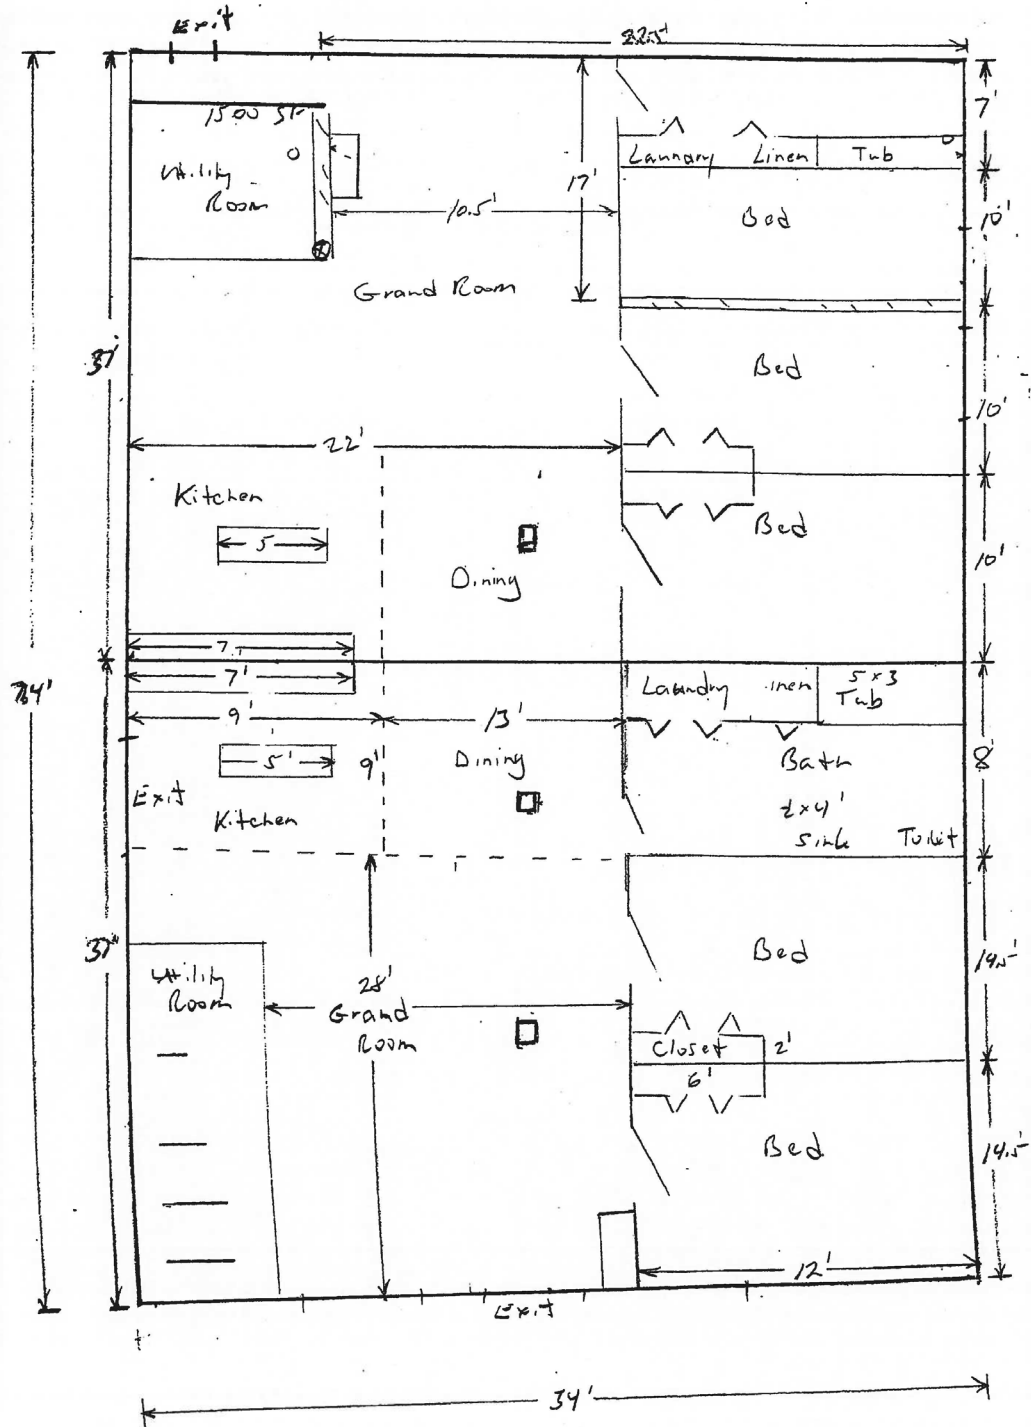 Exit
22.5'
7'
1500 SF
Utility
Room
Laundry Linen Tub
17'
10.5'
Bed
10'
Grand Room
37'
Bed
10'
22'
Kitchen
5
Bed
Dining
10'
7
7'
Laundry inen 5x3
Tub
9'
13'
5'
9'
Dining
Bath
8'
Exit
Kitchen
Sink Toilet
Bed
14.5'
37'
Utility
Room
28'
Grand
Room
Closet 2'
6'
Bed
14.5'
12'
Exit
34'